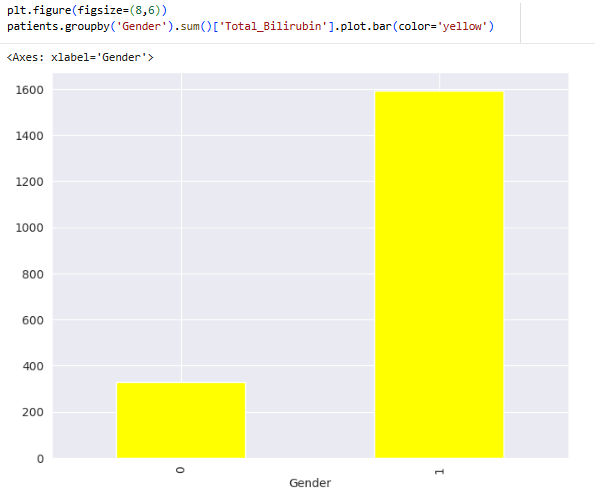 plt.figure(figsize=(8,6))
patients.groupby('Gender').sum()['Total_Bilirubin'].plot.bar(color='yellow')
<Axes: xlabel='Gender'>
1600
1400
1200
1000
800
600
400
200
0
0
1
Gender